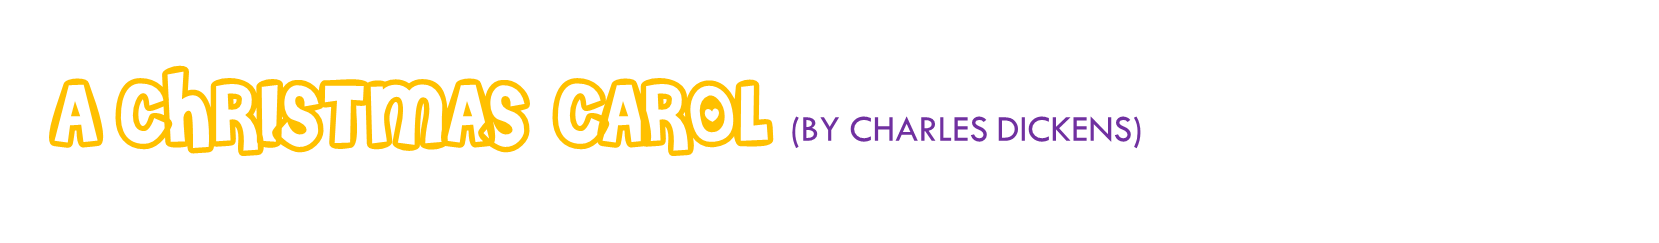 A ChRISTMAS CAROL (BY CHARLES DICKENS)